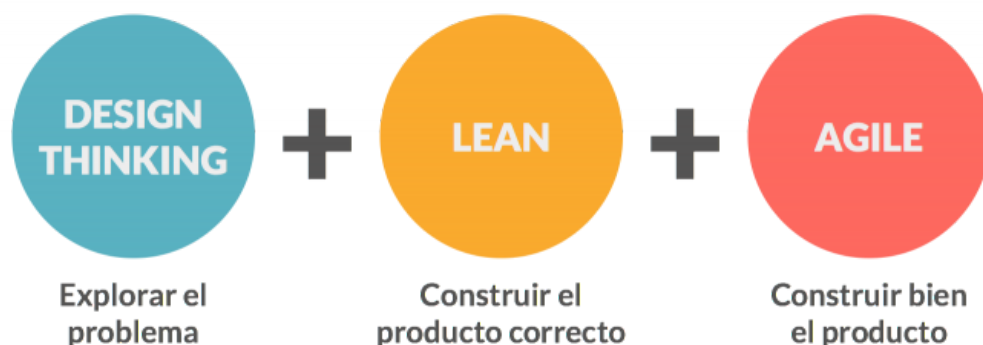 DESIGN
THINKING
+
LEAN
+
AGILE
Explorar el
problema
Construir el
producto correcto
Construir bien
el producto